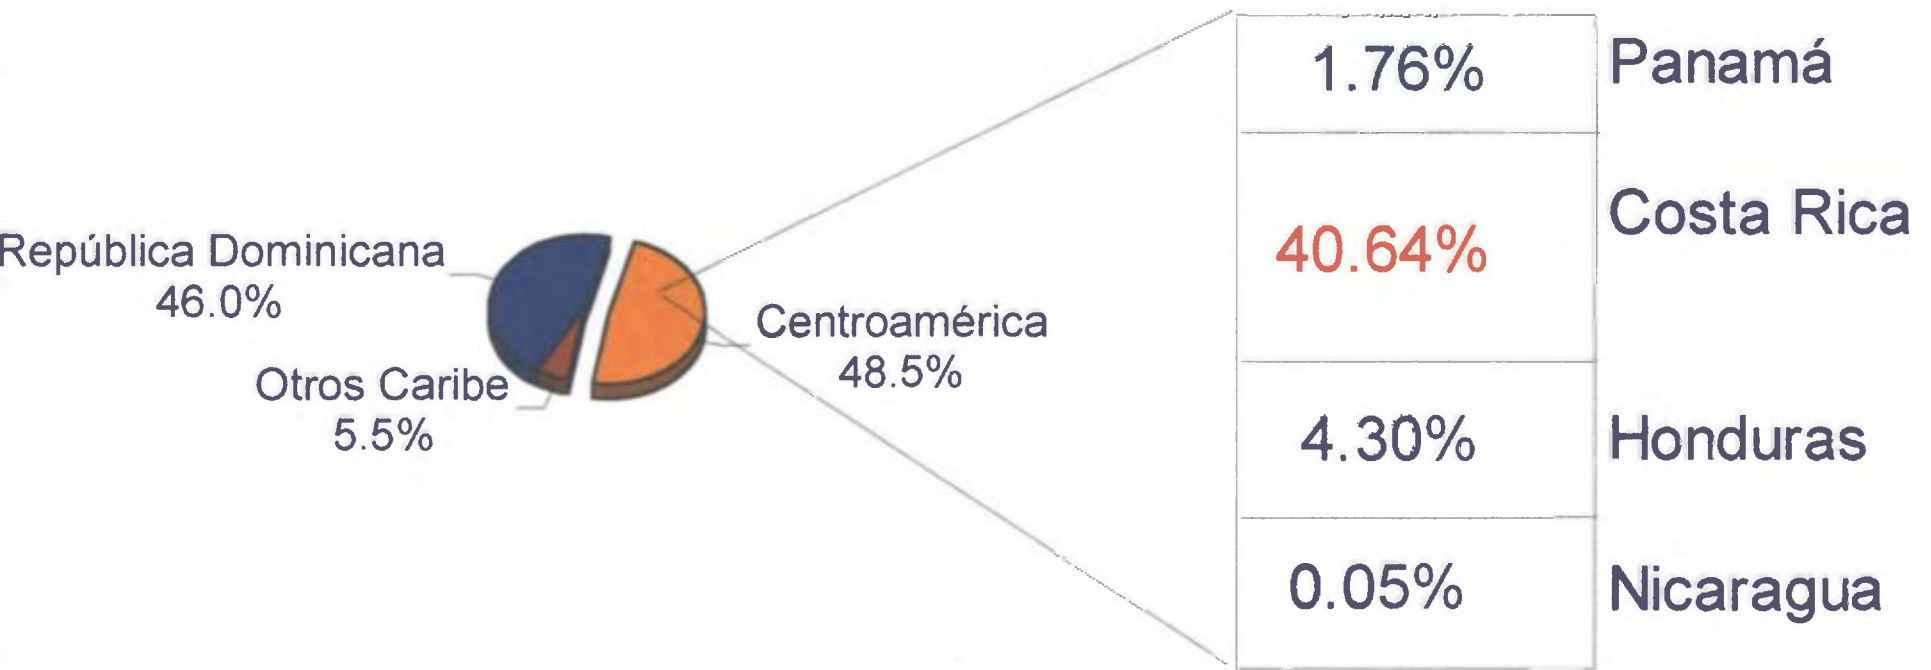 República Dominicana
46.0%
Otros Caribe
5.5%
Centroamérica
48.5%
1.76% Panamá
40.64% Costa Rica
4.30% Honduras
0.05% Nicaragua